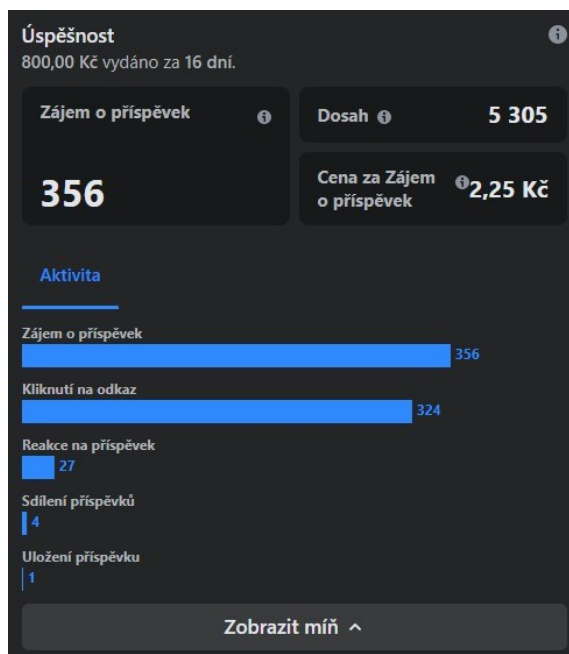 Úspěšnost
800,00 Kč vydáno za 16 dní.
Zájem o příspěvek
356
Dosah
5 305
Cena za Zájem
o příspěvek
2,25 Kč
Aktivita
Zájem o příspěvek
356
Kliknutí na odkaz
324
Reakce na příspěvek
27
Sdílení příspěvků
4
Uložení příspěvku
1
Zobrazit míň